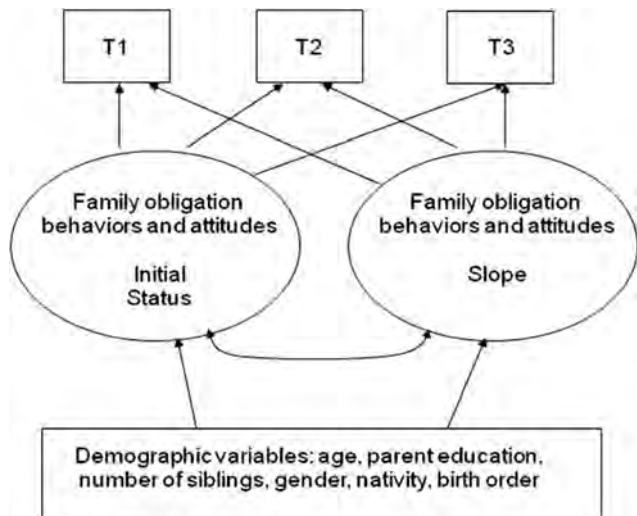 T1
T2
T3
Family obligation
behaviors and attitudes
Initial
Status
Family obligation
behaviors and attitudes
Slope
Demographic variables: age, parent education,
number of siblings, gender, nativity, birth order